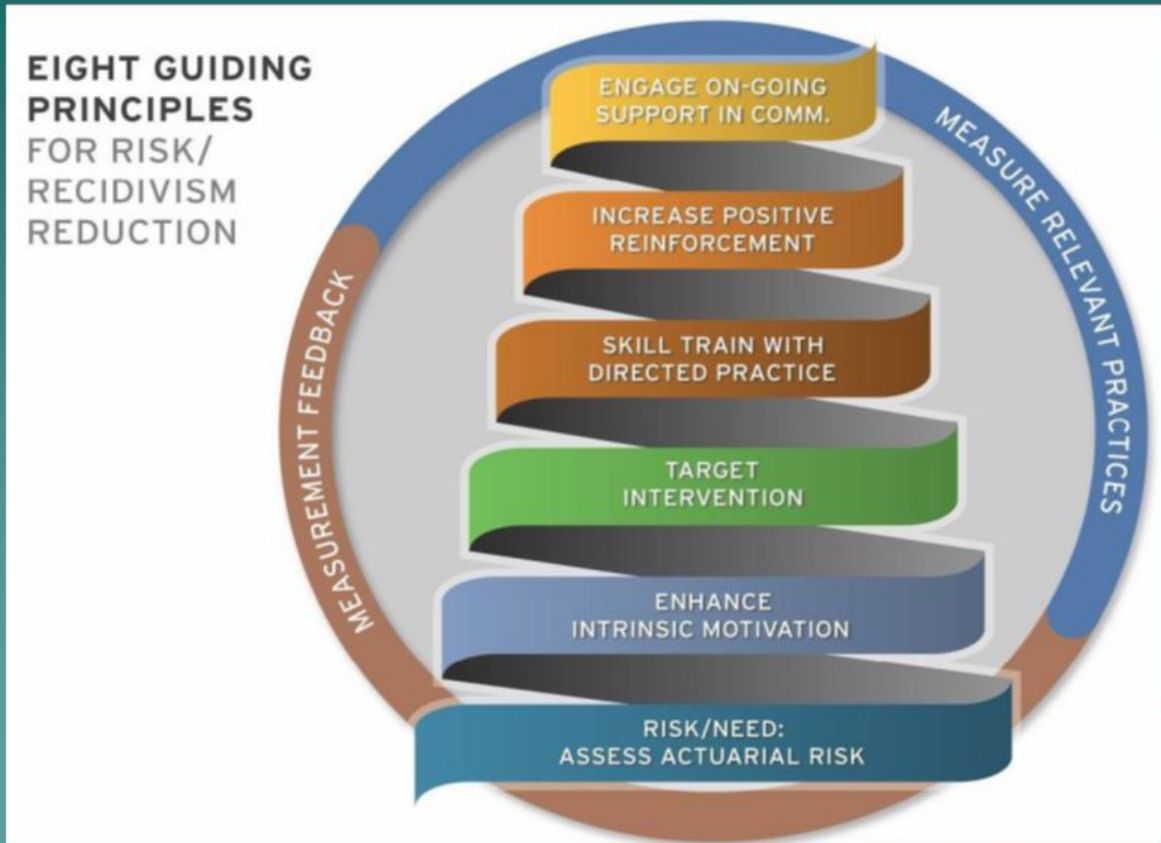 EIGHT GUIDING
PRINCIPLES
FOR RISK/
RECIDIVISM
REDUCTION
ENGAGE ON-GOING
SUPPORT IN COMM.
INCREASE POSITIVE
REINFORCEMENT
SKILL TRAIN WITH
DIRECTED PRACTICE
TARGET
INTERVENTION
ENHANCE
INTRINSIC MOTIVATION
RISK/NEED:
ASSESS ACTUARIAL RISK
MEASURE RELEVANT PRACTICES
MEASUREMENT FEEDBACK